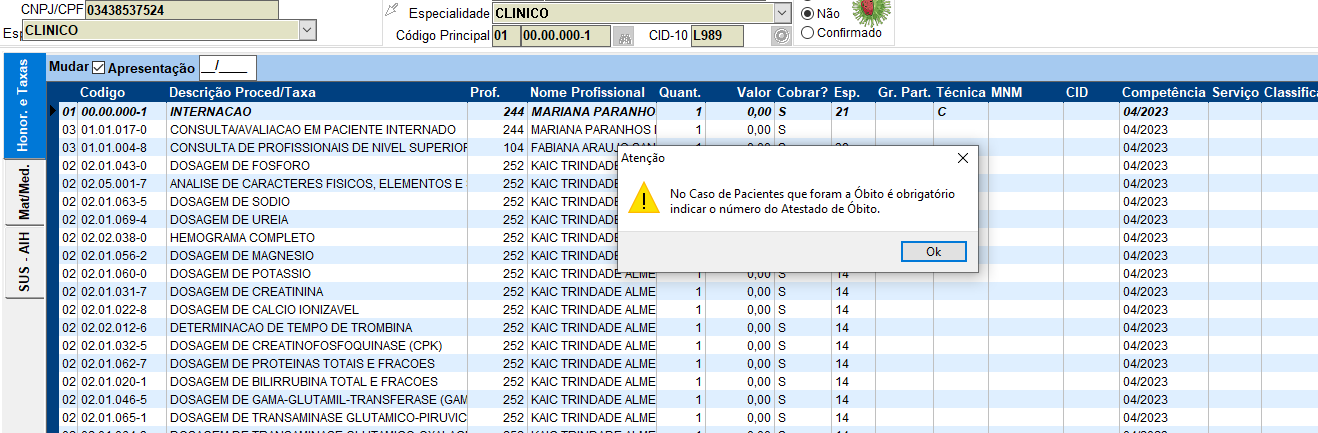 CNPJ/CPF 03438537524
Especialidade CLINICO
Não
Esp CLINICO
Código Principal 01 00.00.000-1 CID-10 L989
Confirmado
Honor. e Taxas
Mat/Med.
SUS - AIH
Mudar Apresentação __/____
Codigo Descrição Proced/Taxa Prof. Nome Profissional Quant. Valor Cobrar? Esp. Gr. Part. Técnica MNM CID Competência Serviço Classifica
01 00.00.000-1 INTERNACAO 244 MARIANA PARANHO 1 0,00 S 21 C 04/2023
03 01.01.017-0 CONSULTA/AVALIACAO EM PACIENTE INTERNADO 244 MARIANA PARANHOS 1 0,00 S 04/2023
03 01.01.004-8 CONSULTA DE PROFISSIONAIS DE NIVEL SUPERIOR 104 FABIANA ARAUJO 04/2023
02 02.01.043-0 DOSAGEM DE FOSFORO 252 KAIC TRINDADE 04/2023
02 02.05.001-7 ANALISE DE CARACTERES FISICOS, ELEMENTOS E 252 KAIC TRINDADE 04/2023
02 02.01.063-5 DOSAGEM DE SODIO 252 KAIC TRINDADE 04/2023
02 02.01.069-4 DOSAGEM DE UREIA 252 KAIC TRINDADE 04/2023
02 02.02.038-0 HEMOGRAMA COMPLETO 252 KAIC TRINDADE 04/2023
02 02.01.056-2 DOSAGEM DE MAGNESIO 252 KAIC TRINDADE 04/2023
02 02.01.060-0 DOSAGEM DE POTASSIO 252 KAIC TRINDADE ALME 1 0,00 S 14 04/2023
02 02.01.031-7 DOSAGEM DE CREATININA 252 KAIC TRINDADE ALME 1 0,00 S 14 04/2023
02 02.01.022-8 DOSAGEM DE CALCIO IONIZAVEL 252 KAIC TRINDADE ALME 1 0,00 S 14 04/2023
02 02.02.012-6 DETERMINACAO DE TEMPO DE TROMBINA 252 KAIC TRINDADE ALME 1 0,00 S 14 04/2023
02 02.01.032-5 DOSAGEM DE CREATINOFOSFOQUINASE (CPK) 252 KAIC TRINDADE ALME 1 0,00 S 14 04/2023
02 02.01.062-7 DOSAGEM DE PROTEINAS TOTAIS E FRACOES 252 KAIC TRINDADE ALME 1 0,00 S 14 04/2023
02 02.01.020-1 DOSAGEM DE BILIRRUBINA TOTAL E FRACOES 252 KAIC TRINDADE ALME 1 0,00 S 14 04/2023
02 02.01.046-5 DOSAGEM DE GAMA-GLUTAMIL-TRANSFERASE (GAM 252 KAIC TRINDADE ALME 1 0,00 S 14 04/2023
02 02.01.065-1 DOSAGEM DE TRANSAMINASE GLUTAMICO-PIRUVIC 252 KAIC TRINDADE ALME 1 0,00 S 14 04/2023
Atenção
No Caso de Pacientes que foram a Óbito é obrigatório
indicar o número do Atestado de Óbito.
Ok